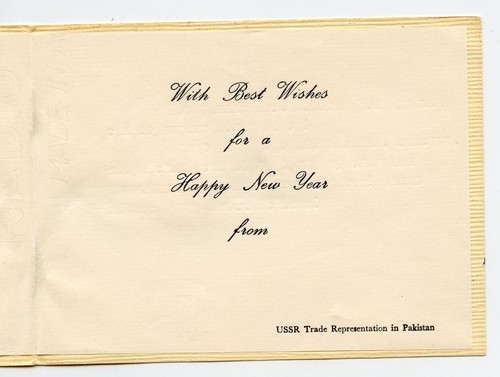 With Best Wishes
for a
Happy New Year
from
USSR Trade Representation in Pakistan